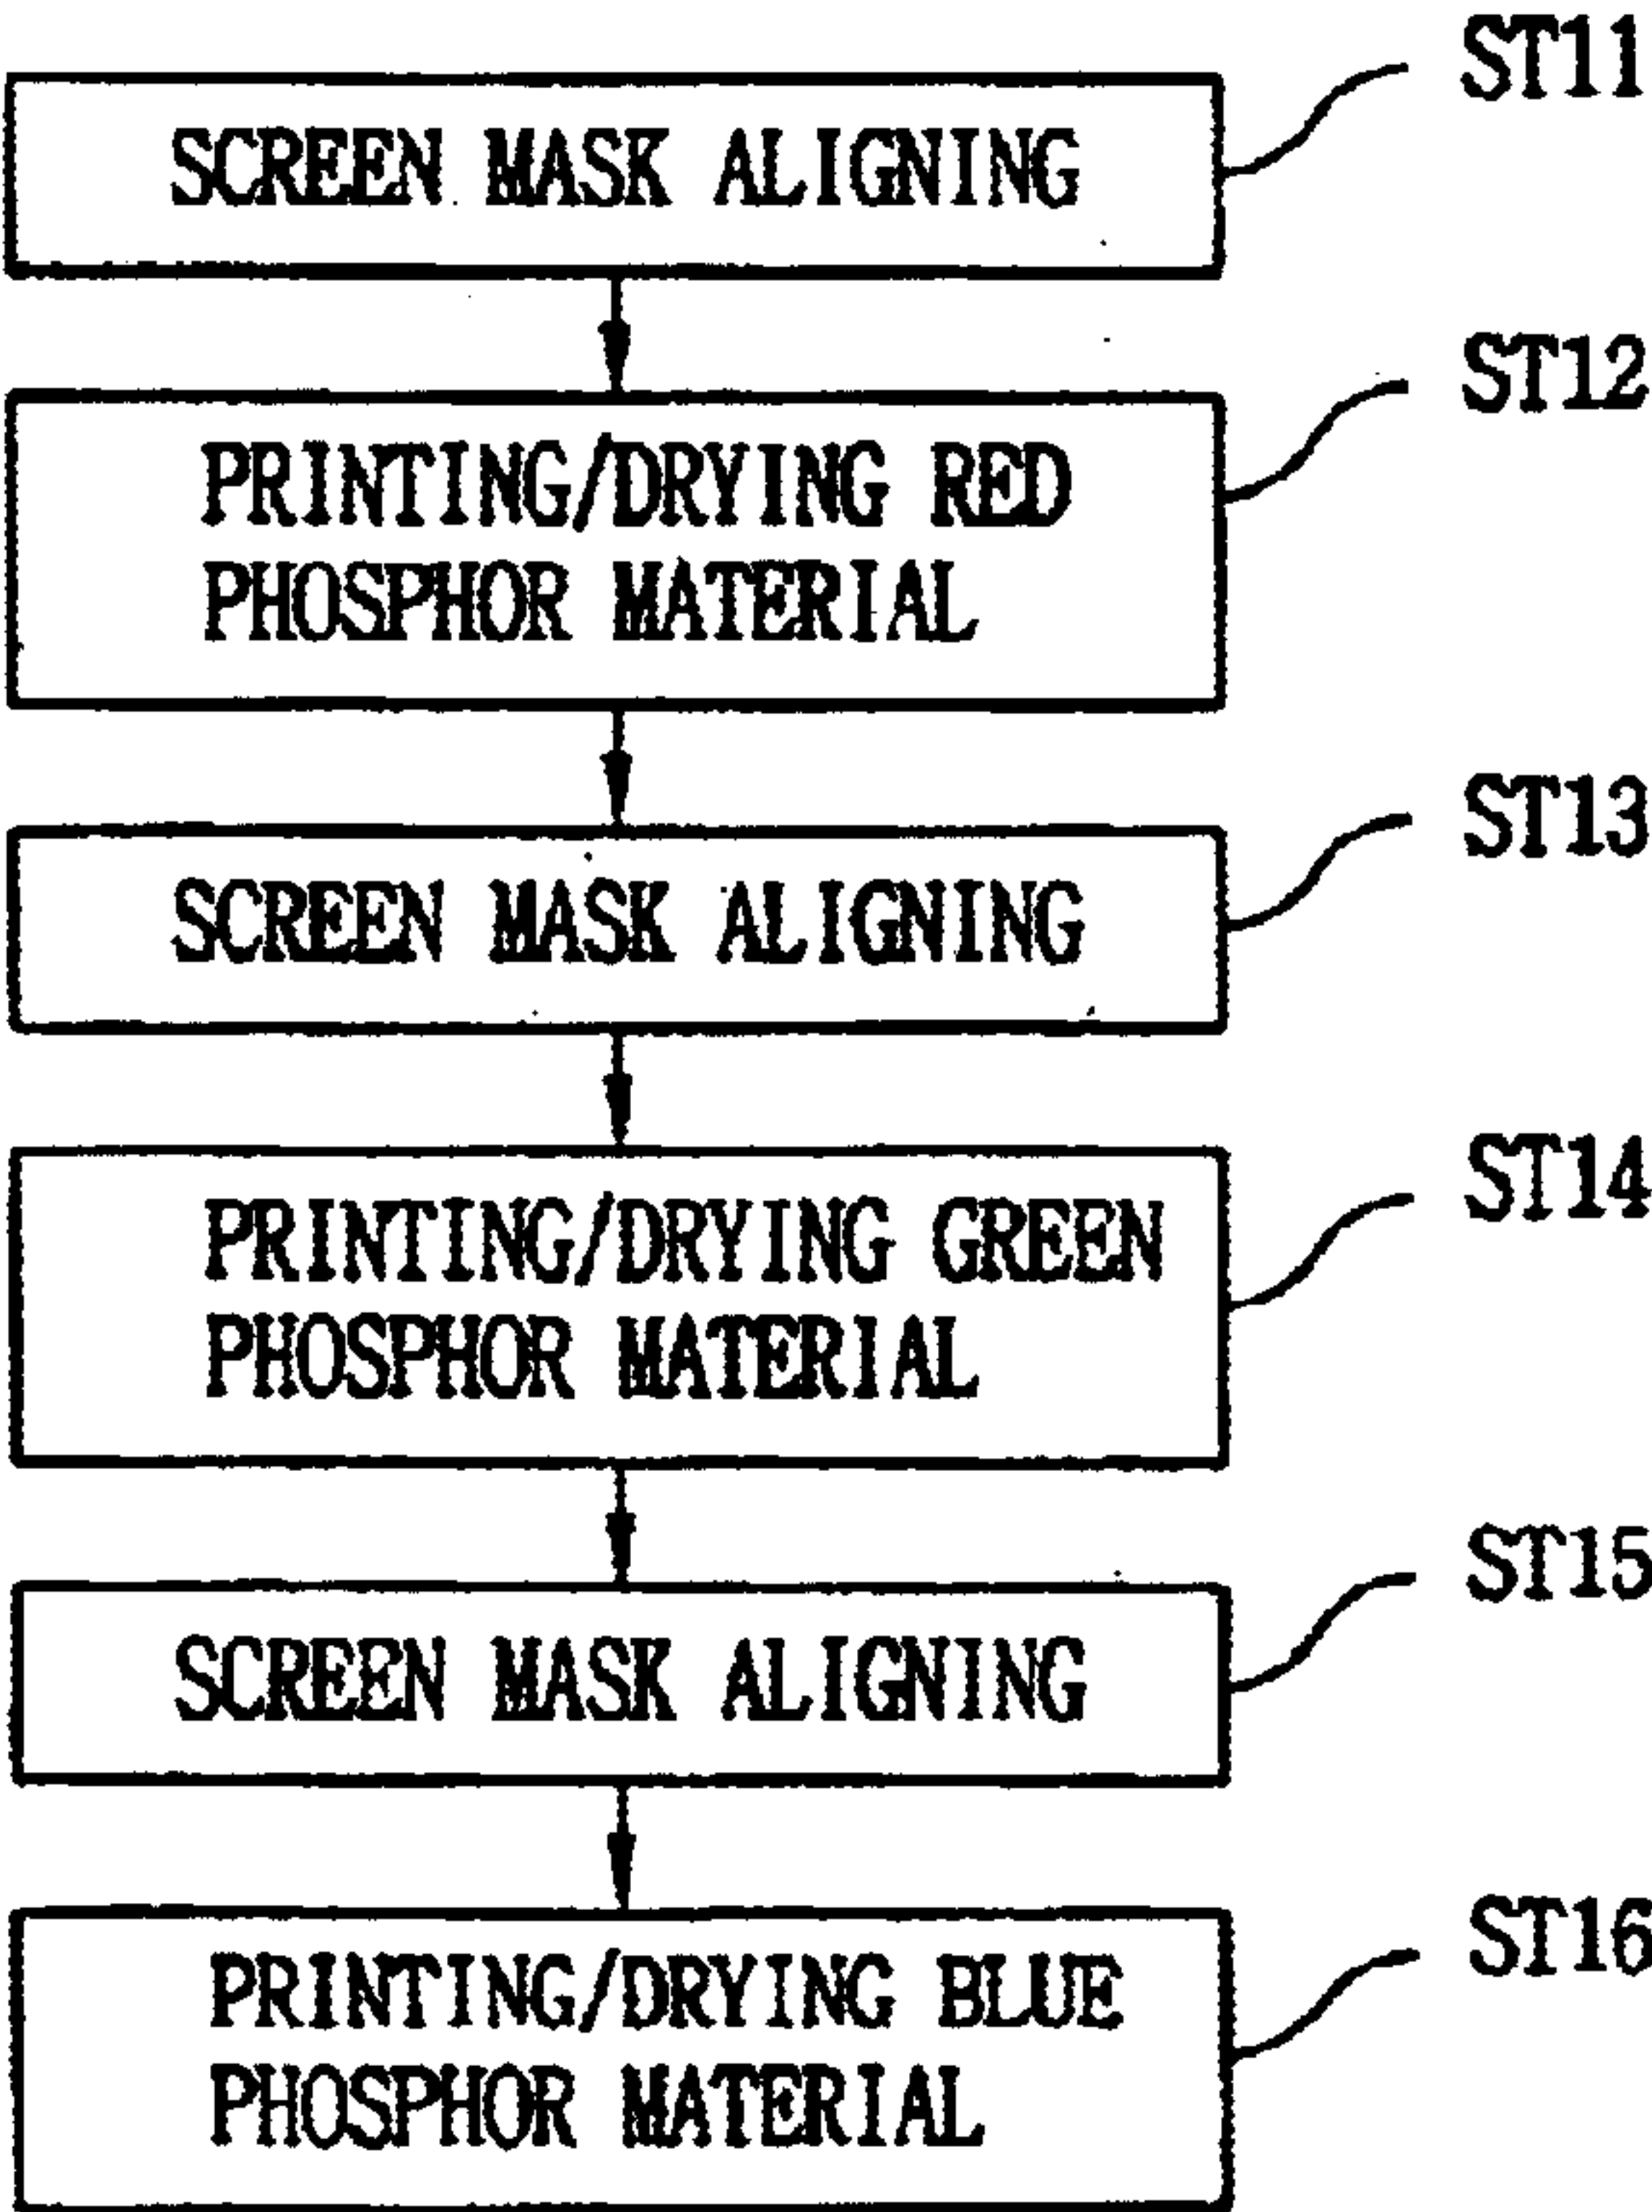 ST11
SCREEN MASK ALIGNING
ST12
PRINTING/DRYING RED
PHOSPHOR MATERIAL
ST13
SCREEN MASK ALIGNING
ST14
PRINTING/DRYING GREEN
PHOSPHOR MATERIAL
ST15
SCREEN MASK ALIGNING
ST16
PRINTING/DRYING BLUE
PHOSPHOR MATERIAL